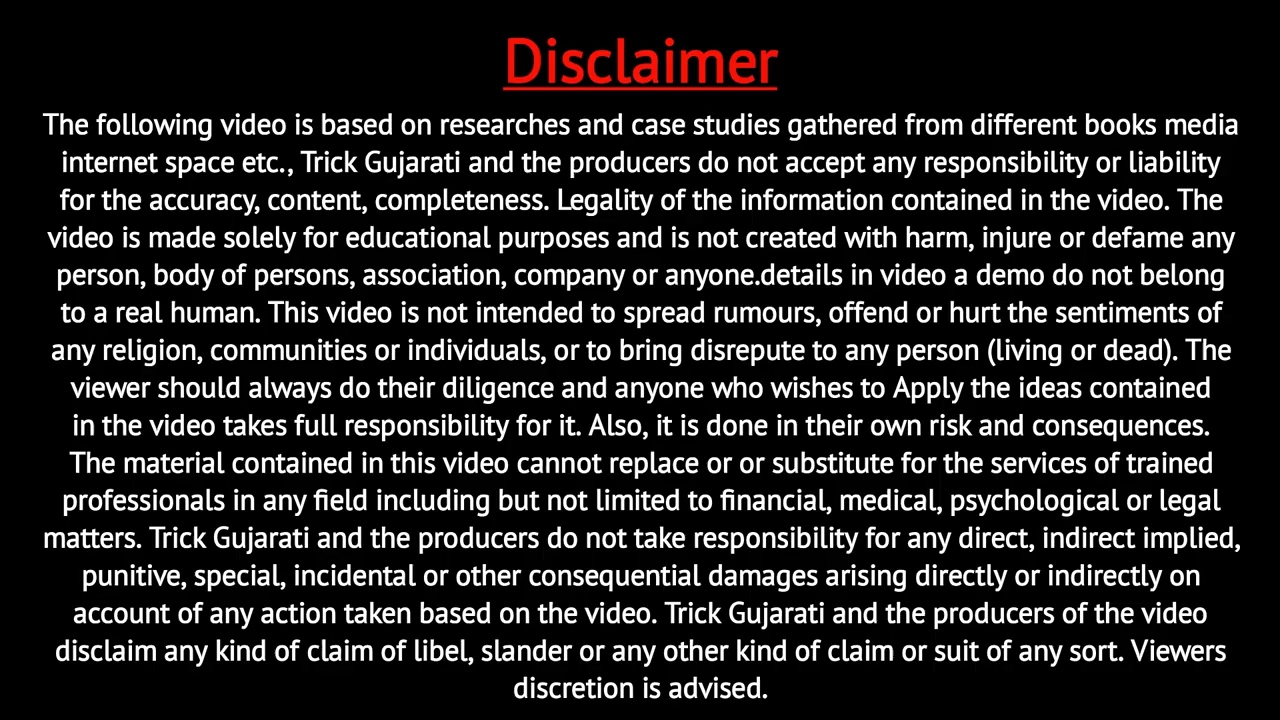 Disclaimer
The following video is based on researches and case studies gathered from different books media
internet space etc., Trick Gujarati and the producers do not accept any responsibility or liability
for the accuracy, content, completeness. Legality of the information contained in the video. The
video is made solely for educational purposes and is not created with harm, injure or defame any
person, body of persons, association, company or anyone.details in video a demo do not belong
to a real human. This video is not intended to spread rumours, offend or hurt the sentiments of
any religion, communities or individuals, or to bring disrepute to any person (living or dead). The
viewer should always do their diligence and anyone who wishes to Apply the ideas contained
in the video takes full responsibility for it. Also, it is done in their own risk and consequences.
The material contained in this video cannot replace or or substitute for the services of trained
professionals in any field including but not limited to financial, medical, psychological or legal
matters. Trick Gujarati and the producers do not take responsibility for any direct, indirect implied,
punitive, special, incidental or other consequential damages arising directly or indirectly on
account of any action taken based on the video. Trick Gujarati and the producers of the video
disclaim any kind of claim of libel, slander or any other kind of claim or suit of any sort. Viewers
discretion is advised.